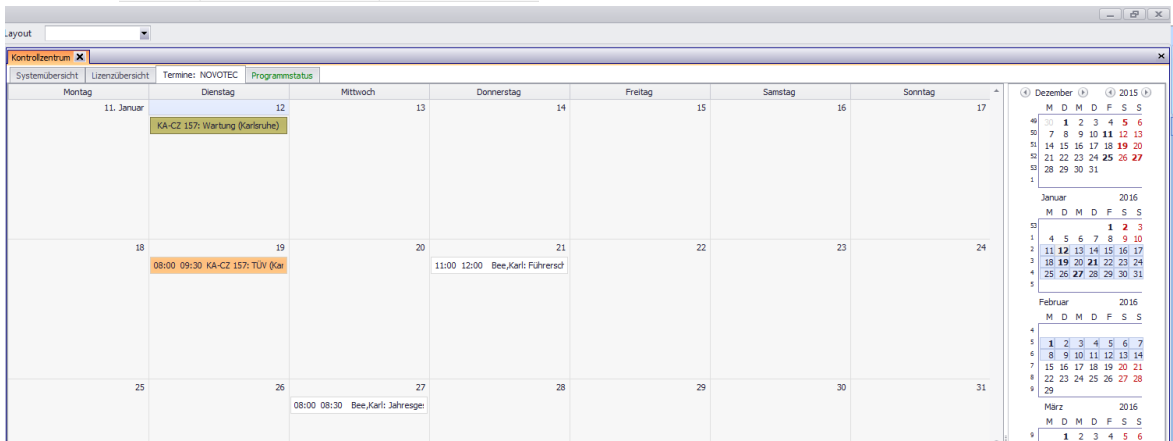 Layout
Kontrollzentrum
Systemübersicht Lizenzübersicht Termine: NOVOTEC Programmstatus
Montag Dienstag Mittwoch Donnerstag Freitag Samstag Sonntag
11. Januar 12 13 14 15 16 17
KA-CZ 157: Wartung (Karlsruhe)
18 19 20 21 22 23 24
08:00 09:30 KA-CZ 157: TÜV (Kar
11:00 12:00 Bee,Karl: Führersch
25 26 27 28 29 30 31
08:00 08:30 Bee,Karl: Jahresges
Dezember 2015
M D M D F S S
49 30 1 2 3 4 5 6
50 7 8 9 10 11 12 13
51 14 15 16 17 18 19 20
52 21 22 23 24 25 26 27
53 28 29 30 31
1
Januar 2016
M D M D F S S
53 1 2 3
1 4 5 6 7 8 9 10
2 11 12 13 14 15 16 17
3 18 19 20 21 22 23 24
4 25 26 27 28 29 30 31
5
Februar 2016
M D M D F S S
4
5 1 2 3 4 5 6 7
6 8 9 10 11 12 13 14
7 15 16 17 18 19 20 21
8 22 23 24 25 26 27 28
9 29
März 2016
M D M D F S S
9 1 2 3 4 5 6